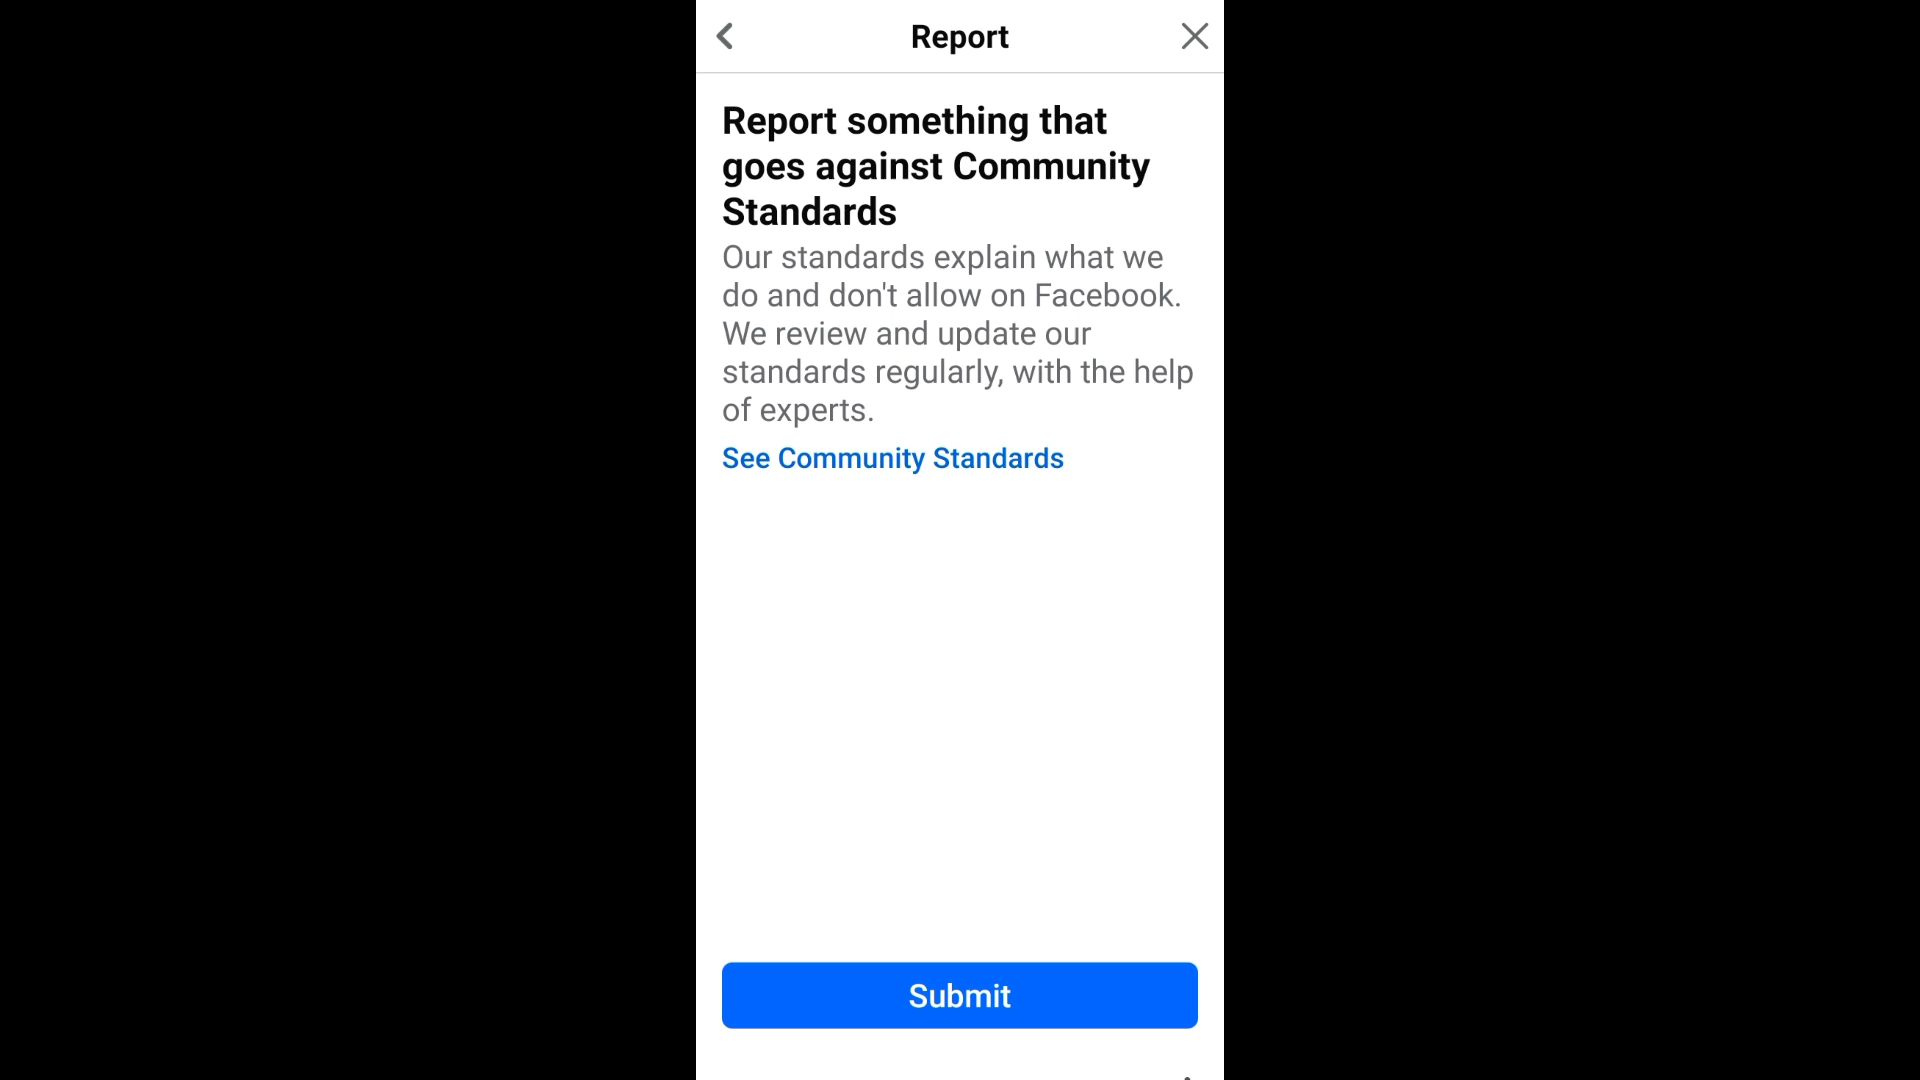 Report
Report something that
goes against Community
Standards
Our standards explain what we
do and don't allow on Facebook.
We review and update our
standards regularly, with the help
of experts.
See Community Standards
Submit